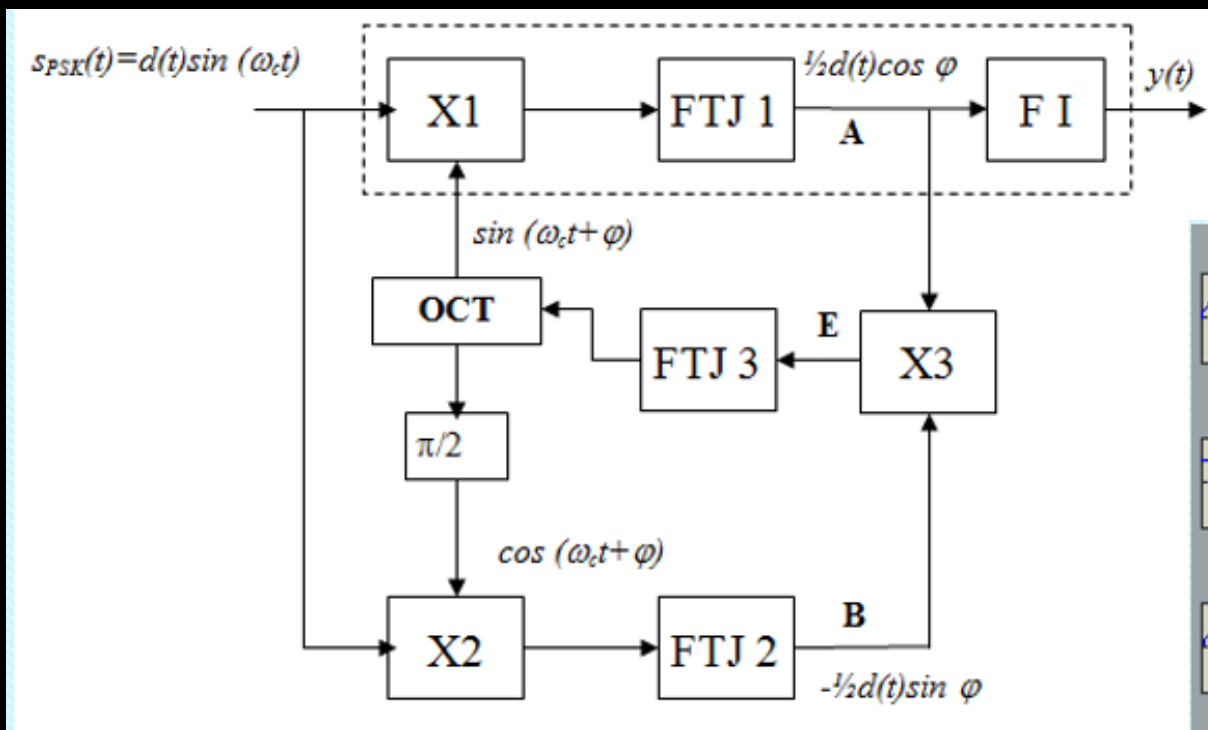 s_PSK(t)=d(t)sin (ω_ct)
½d(t)cos φ
y(t)
X1
FTJ 1
A
F I
sin (ω_ct+φ)
OCT
E
FTJ 3
X3
π/2
cos (ω_ct+φ)
X2
FTJ 2
B
-½d(t)sin φ